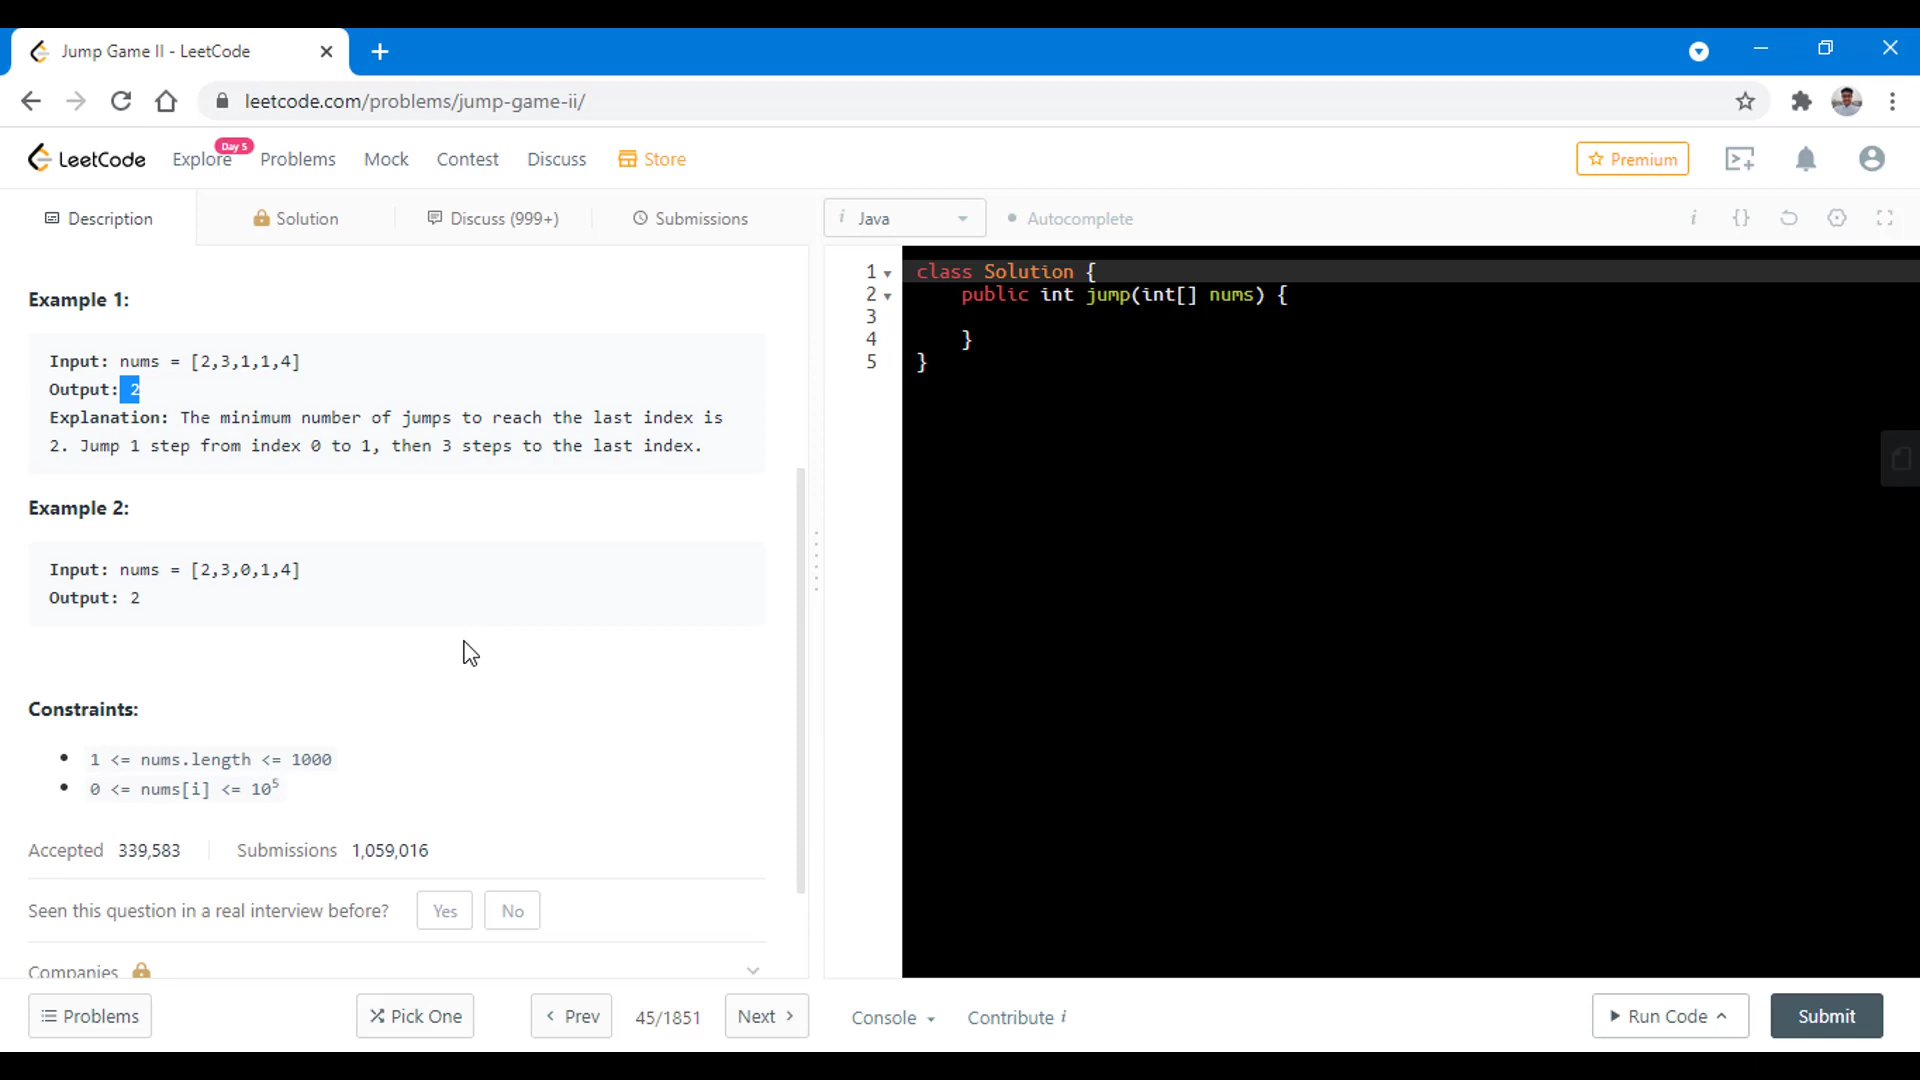 Jump Game II - LeetCode
leetcode.com/problems/jump-game-ii/
LeetCode
Explore
Day 5
Problems
Mock
Contest
Discuss
Store
Premium
Description
Solution
Discuss (999+)
Submissions
Example 1:
Input: nums = [2,3,1,1,4]
Output: 2
Explanation: The minimum number of jumps to reach the last index is
2. Jump 1 step from index 0 to 1, then 3 steps to the last index.
Example 2:
Input: nums = [2,3,0,1,4]
Output: 2
Constraints:
1 <= nums.length <= 1000
0 <= nums[i] <= 10⁵
Accepted 339,583
Submissions 1,059,016
Seen this question in a real interview before?
Yes
No
Companies
Problems
Pick One
Prev
45/1851
Next
i Java
Autocomplete
i {}
1 class Solution {
2 public int jump(int[] nums) {
3
4 }
5 }
Console
Contribute i
Run Code
Submit